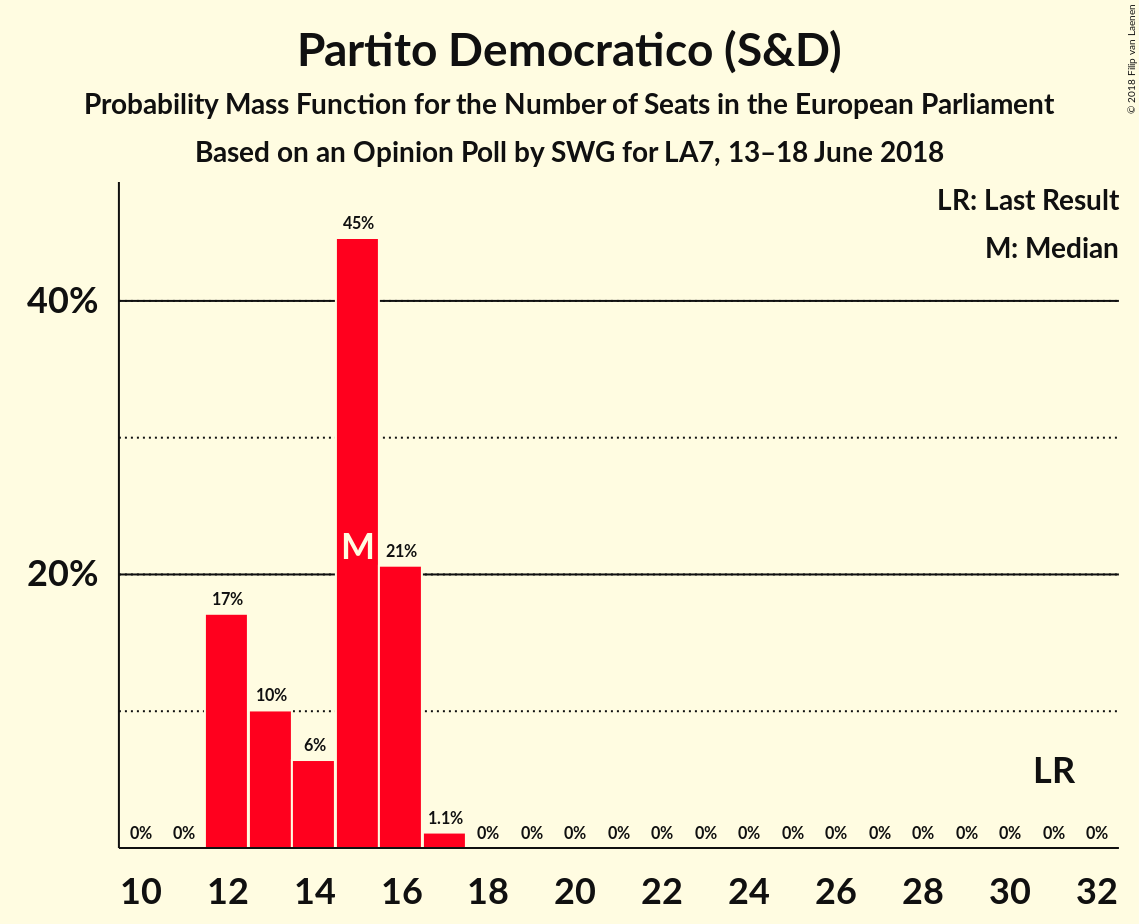 Partito Democratico (S&D)
Probability Mass Function for the Number of Seats in the European Parliament
Based on an Opinion Poll by SWG for LA7, 13–18 June 2018
© 2018 Filip van Laenen
LR: Last Result
M: Median
40%
20%
0% 0% 17% 10% 6% 45% 21% 1.1% 0% 0% 0% 0% 0% 0% 0% 0% 0% 0% 0% 0% 0% 0% 0%
M
LR
10 12 14 16 18 20 22 24 26 28 30 32